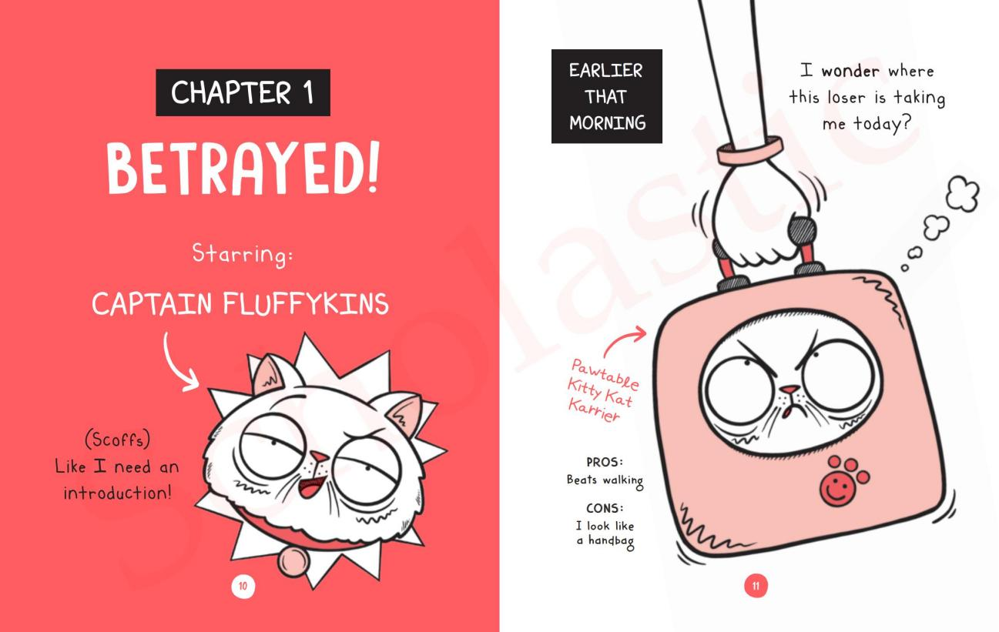 CHAPTER 1
BETRAYED!
Starring:
CAPTAIN FLUFFYKINS
(Scoffs)
Like I need an
introduction!
10
EARLIER
THAT
MORNING
I wonder where
this loser is taking
me today?
Pawtable
Kitty Kat
Karrier
PROS:
Beats walking
CONS:
I look like
a handbag
11
Scholastic